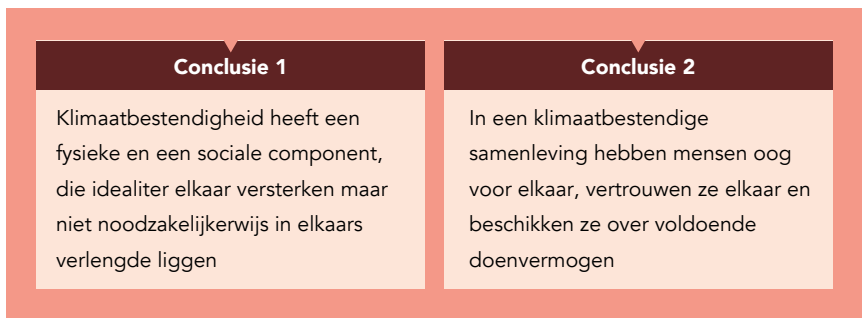 Conclusie 1
Klimaatbestendigheid heeft een
fysieke en een sociale component,
die idealiter elkaar versterken maar
niet noodzakelijkerwijs in elkaars
verlengde liggen
Conclusie 2
In een klimaatbestendige
samenleving hebben mensen oog
voor elkaar, vertrouwen ze elkaar en
beschikken ze over voldoende
doenvermogen